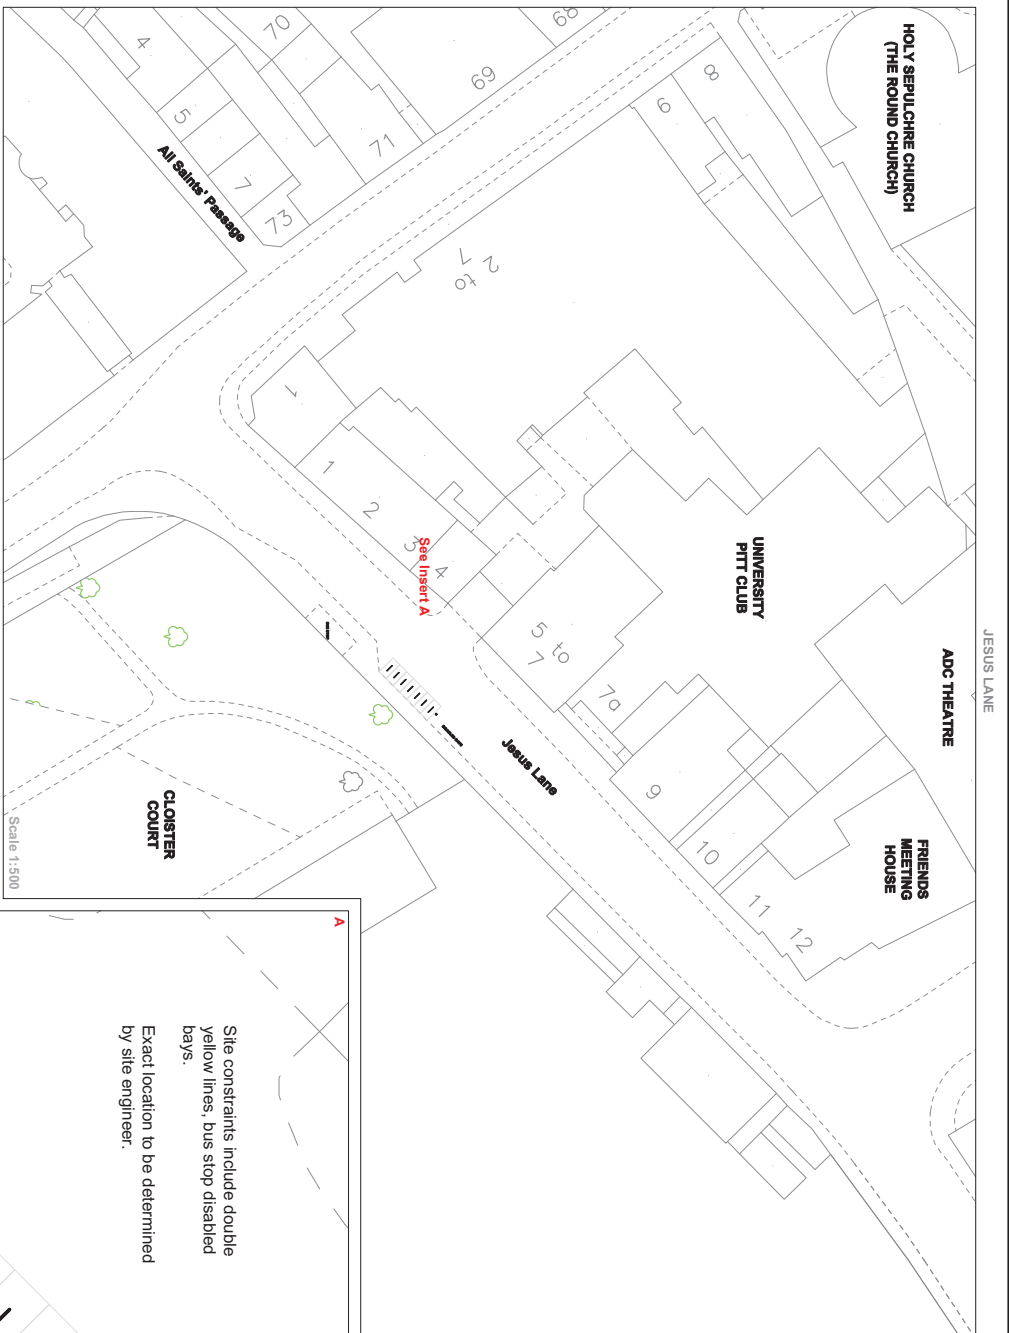 JESUS LANE
HOLY SEPULCHRE CHURCH
(THE ROUND CHURCH)
ADC THEATRE
FRIENDS
MEETING
HOUSE
UNIVERSITY
PITT CLUB
All Saints' Passage
Jesus Lane
CLOISTER
COURT
See Insert A
4
5
7
73
70
71
69
68
8
6
2 to
7
1
1
2
3
4
5 to
7
7a
9
10
11
12
Scale 1:500
A
Site constraints include double
yellow lines, bus stop disabled
bays.
Exact location to be determined
by site engineer.